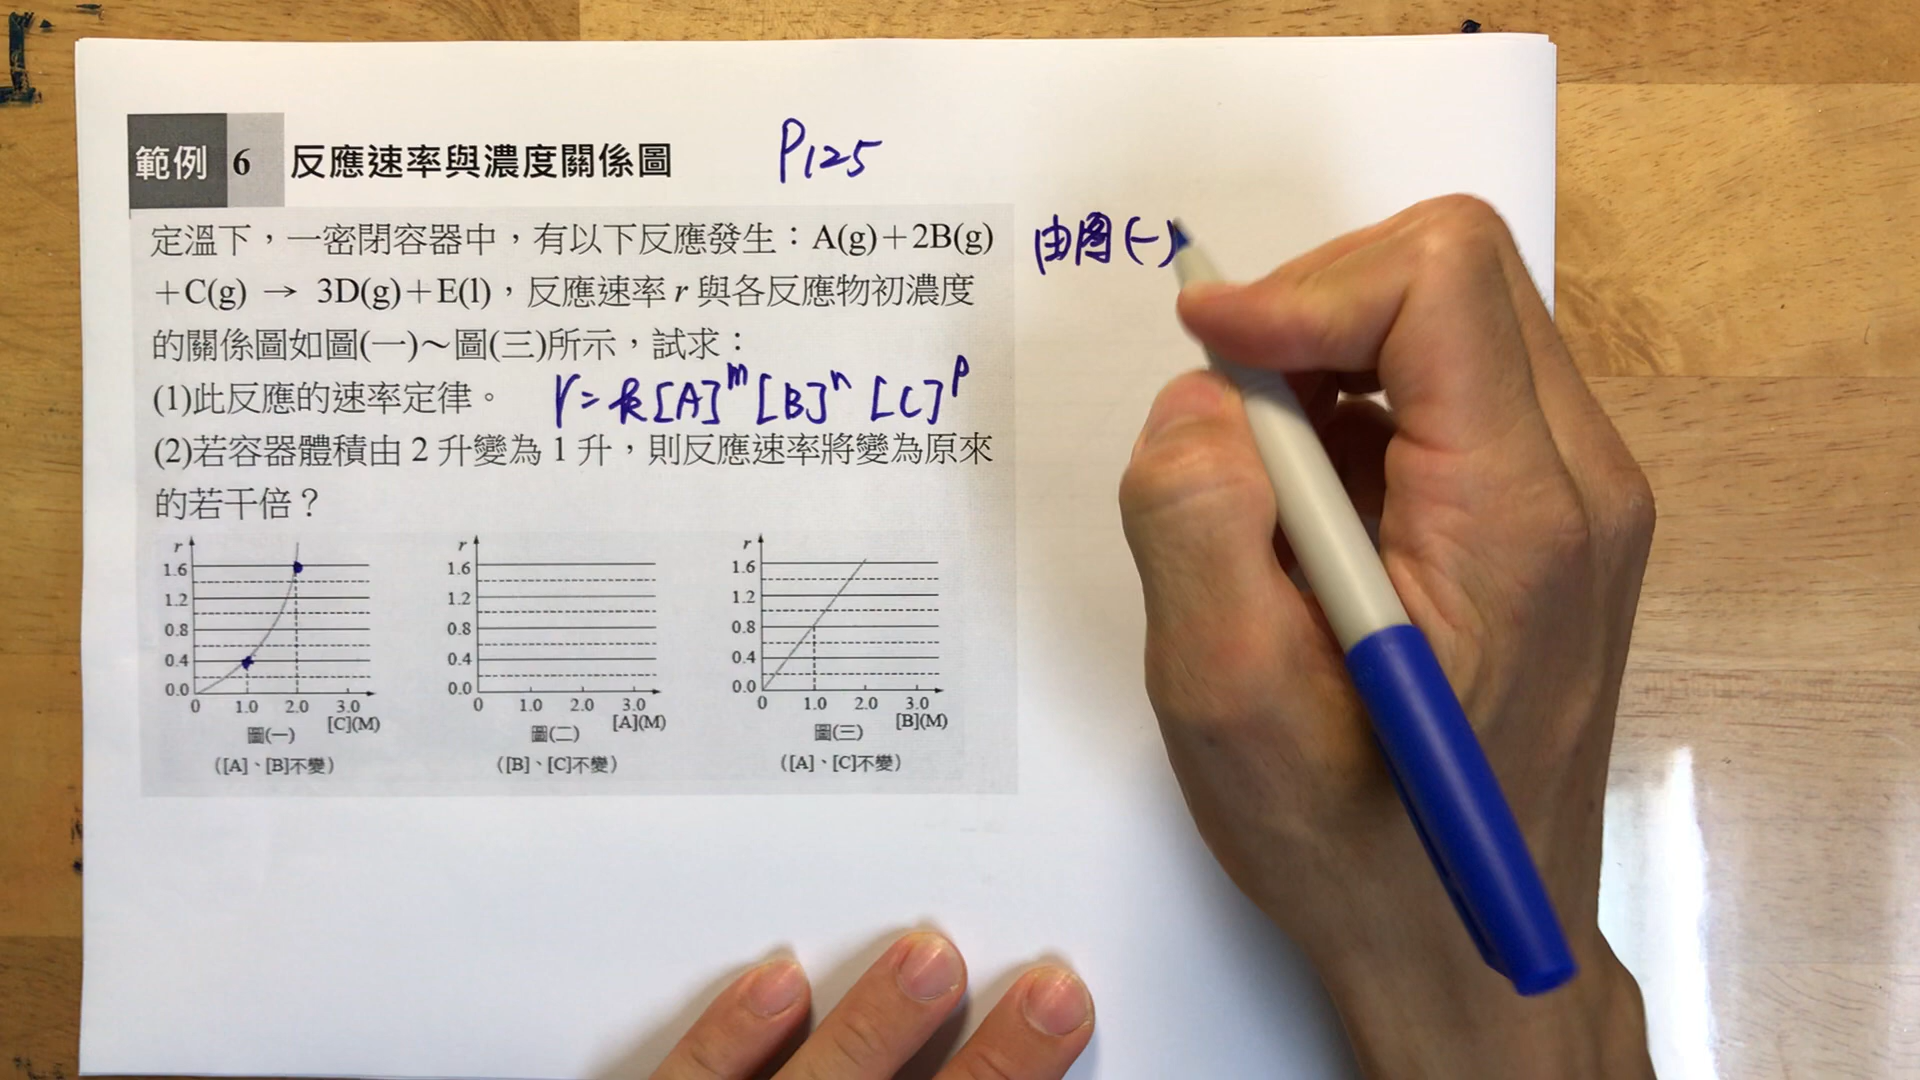 範例 6 反應速率與濃度關係圖 P125
定溫下，一密閉容器中，有以下反應發生：A(g)＋2B(g)
＋C(g) → 3D(g)＋E(l)，反應速率 r 與各反應物初濃度
的關係圖如圖(一)～圖(三)所示，試求：
(1)此反應的速率定律。 r = k[A]^m [B]^n [C]^p
(2)若容器體積由 2 升變為 1 升，則反應速率將變為原來
的若干倍？
由图(一)
r
1.6
1.2
0.8
0.4
0.0
0 1.0 2.0 3.0
[C](M)
圖(一)
([A]、[B]不變)
r
1.6
1.2
0.8
0.4
0.0
0 1.0 2.0 3.0
[A](M)
圖(二)
([B]、[C]不變)
r
1.6
1.2
0.8
0.4
0.0
0 1.0 2.0 3.0
[B](M)
圖(三)
([A]、[C]不變)